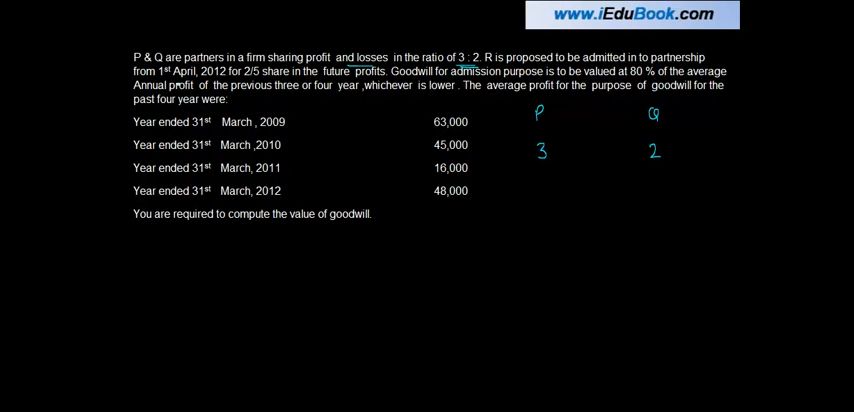 www.iEduBook.com
P & Q are partners in a firm sharing profit and losses in the ratio of 3 : 2. R is proposed to be admitted in to partnership
from 1st April, 2012 for 2/5 share in the future profits. Goodwill for admission purpose is to be valued at 80 % of the average
Annual profit of the previous three or four year ,whichever is lower . The average profit for the purpose of goodwill for the
past four year were:
P Q
Year ended 31st March , 2009 63,000
Year ended 31st March ,2010 45,000 3 2
Year ended 31st March, 2011 16,000
Year ended 31st March, 2012 48,000
You are required to compute the value of goodwill.